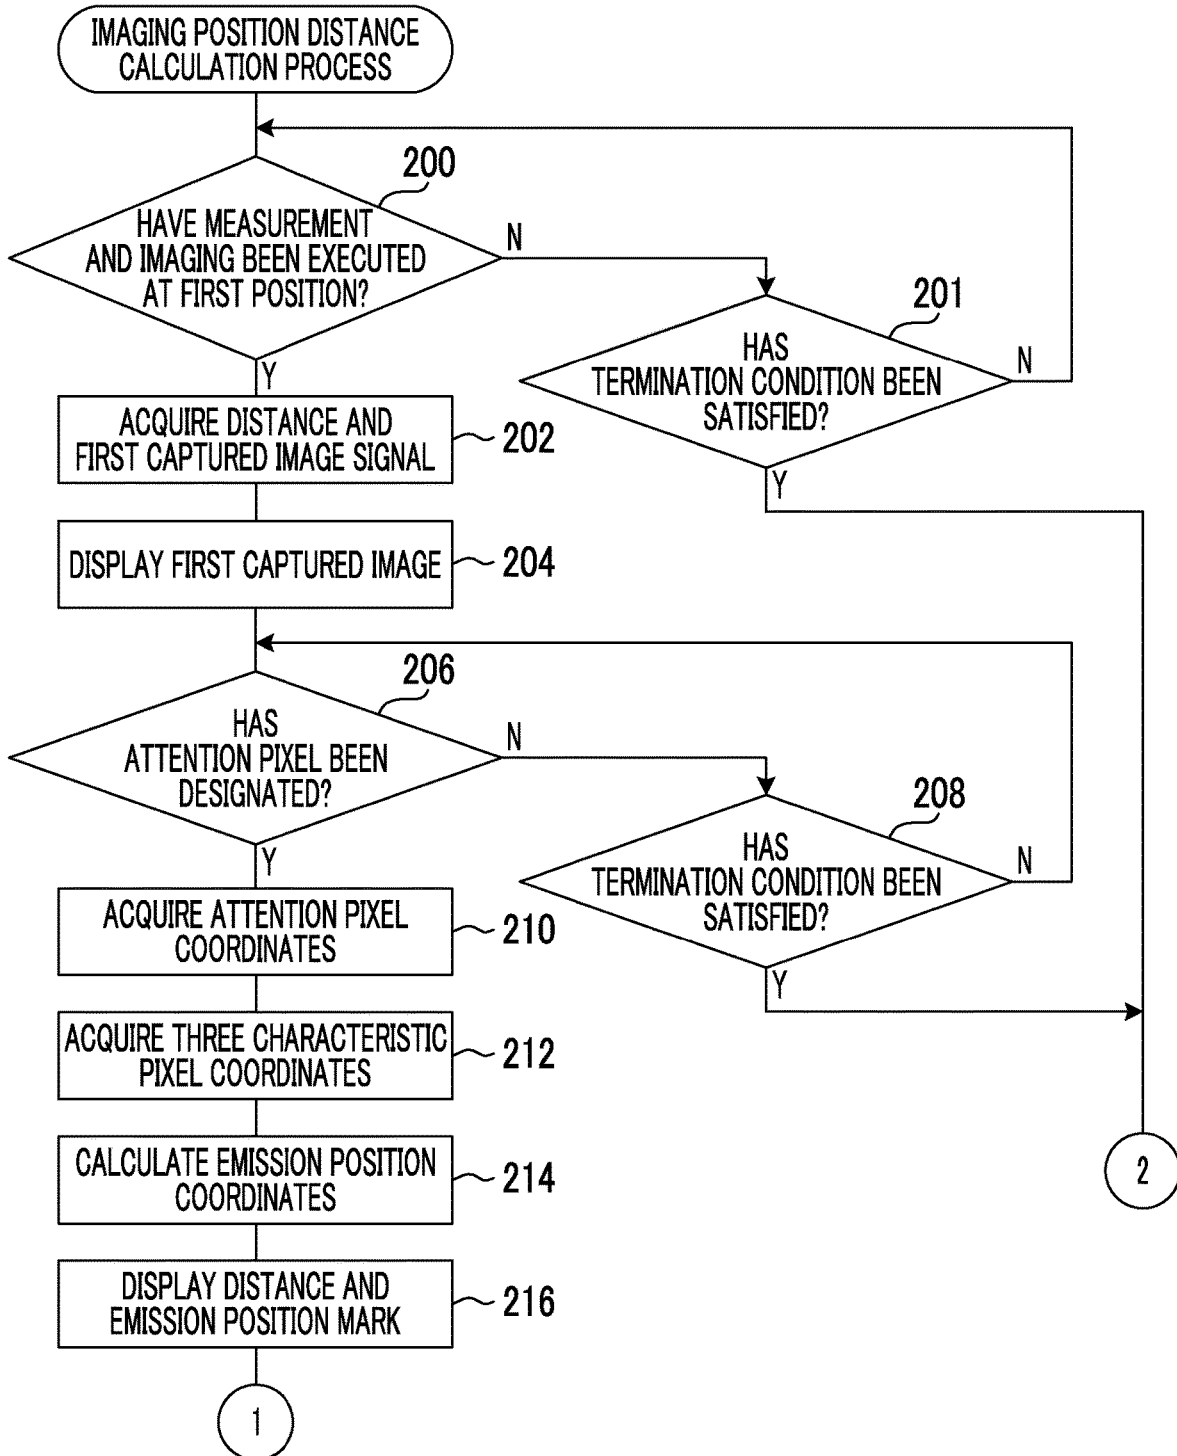 IMAGING POSITION DISTANCE
CALCULATION PROCESS
200
HAVE MEASUREMENT
AND IMAGING BEEN EXECUTED
AT FIRST POSITION?
N
Y
201
HAS
TERMINATION CONDITION BEEN
SATISFIED?
N
Y
ACQUIRE DISTANCE AND
FIRST CAPTURED IMAGE SIGNAL
202
DISPLAY FIRST CAPTURED IMAGE
204
206
HAS
ATTENTION PIXEL BEEN
DESIGNATED?
N
Y
208
HAS
TERMINATION CONDITION BEEN
SATISFIED?
N
Y
ACQUIRE ATTENTION PIXEL
COORDINATES
210
ACQUIRE THREE CHARACTERISTIC
PIXEL COORDINATES
212
CALCULATE EMISSION POSITION
COORDINATES
214
2
DISPLAY DISTANCE AND
EMISSION POSITION MARK
216
1